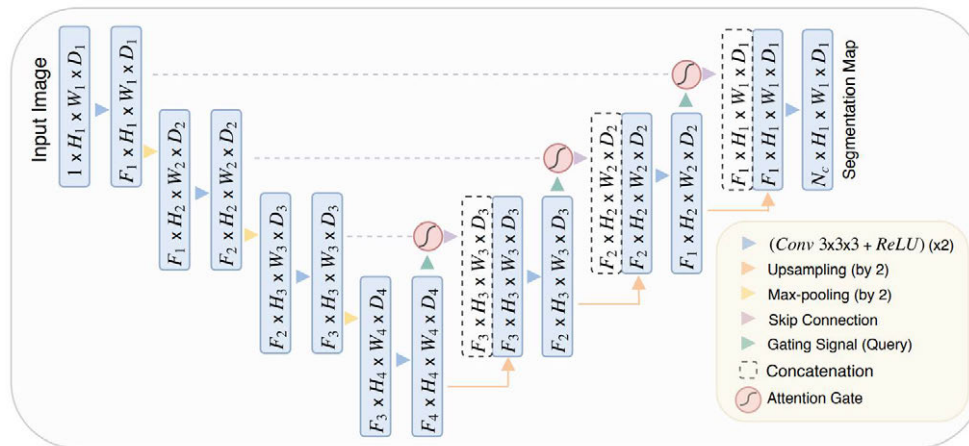 Input Image
1 x H₁ x W₁ x D₁
F₁ x H₁ x W₁ x D₁
F₁ x H₂ x W₂ x D₂
F₂ x H₂ x W₂ x D₂
F₂ x H₃ x W₃ x D₃
F₃ x H₃ x W₃ x D₃
F₃ x H₄ x W₄ x D₄
F₄ x H₄ x W₄ x D₄
F₃ x H₃ x W₃ x D₃
F₃ x H₃ x W₃ x D₃
F₂ x H₃ x W₃ x D₃
F₂ x H₂ x W₂ x D₂
F₂ x H₂ x W₂ x D₂
F₁ x H₂ x W₂ x D₂
F₁ x H₁ x W₁ x D₁
F₁ x H₁ x W₁ x D₁
N_c x H₁ x W₁ x D₁
Segmentation Map
(Conv 3x3x3 + ReLU) (x2)
Upsampling (by 2)
Max-pooling (by 2)
Skip Connection
Gating Signal (Query)
Concatenation
Attention Gate